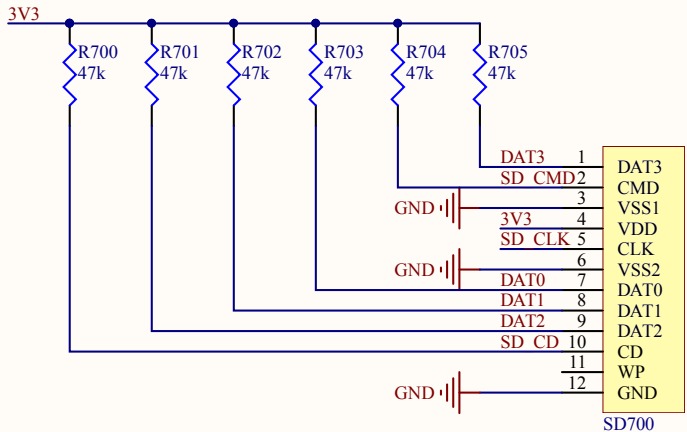 3V3
R700 R701 R702 R703 R704 R705
47k 47k 47k 47k 47k 47k
DAT3 1 DAT3
SD_CMD 2 CMD
GND 3 VSS1
3V3 4 VDD
SD_CLK 5 CLK
GND 6 VSS2
DAT0 7 DAT0
DAT1 8 DAT1
DAT2 9 DAT2
SD_CD 10 CD
11 WP
GND 12 GND
SD700